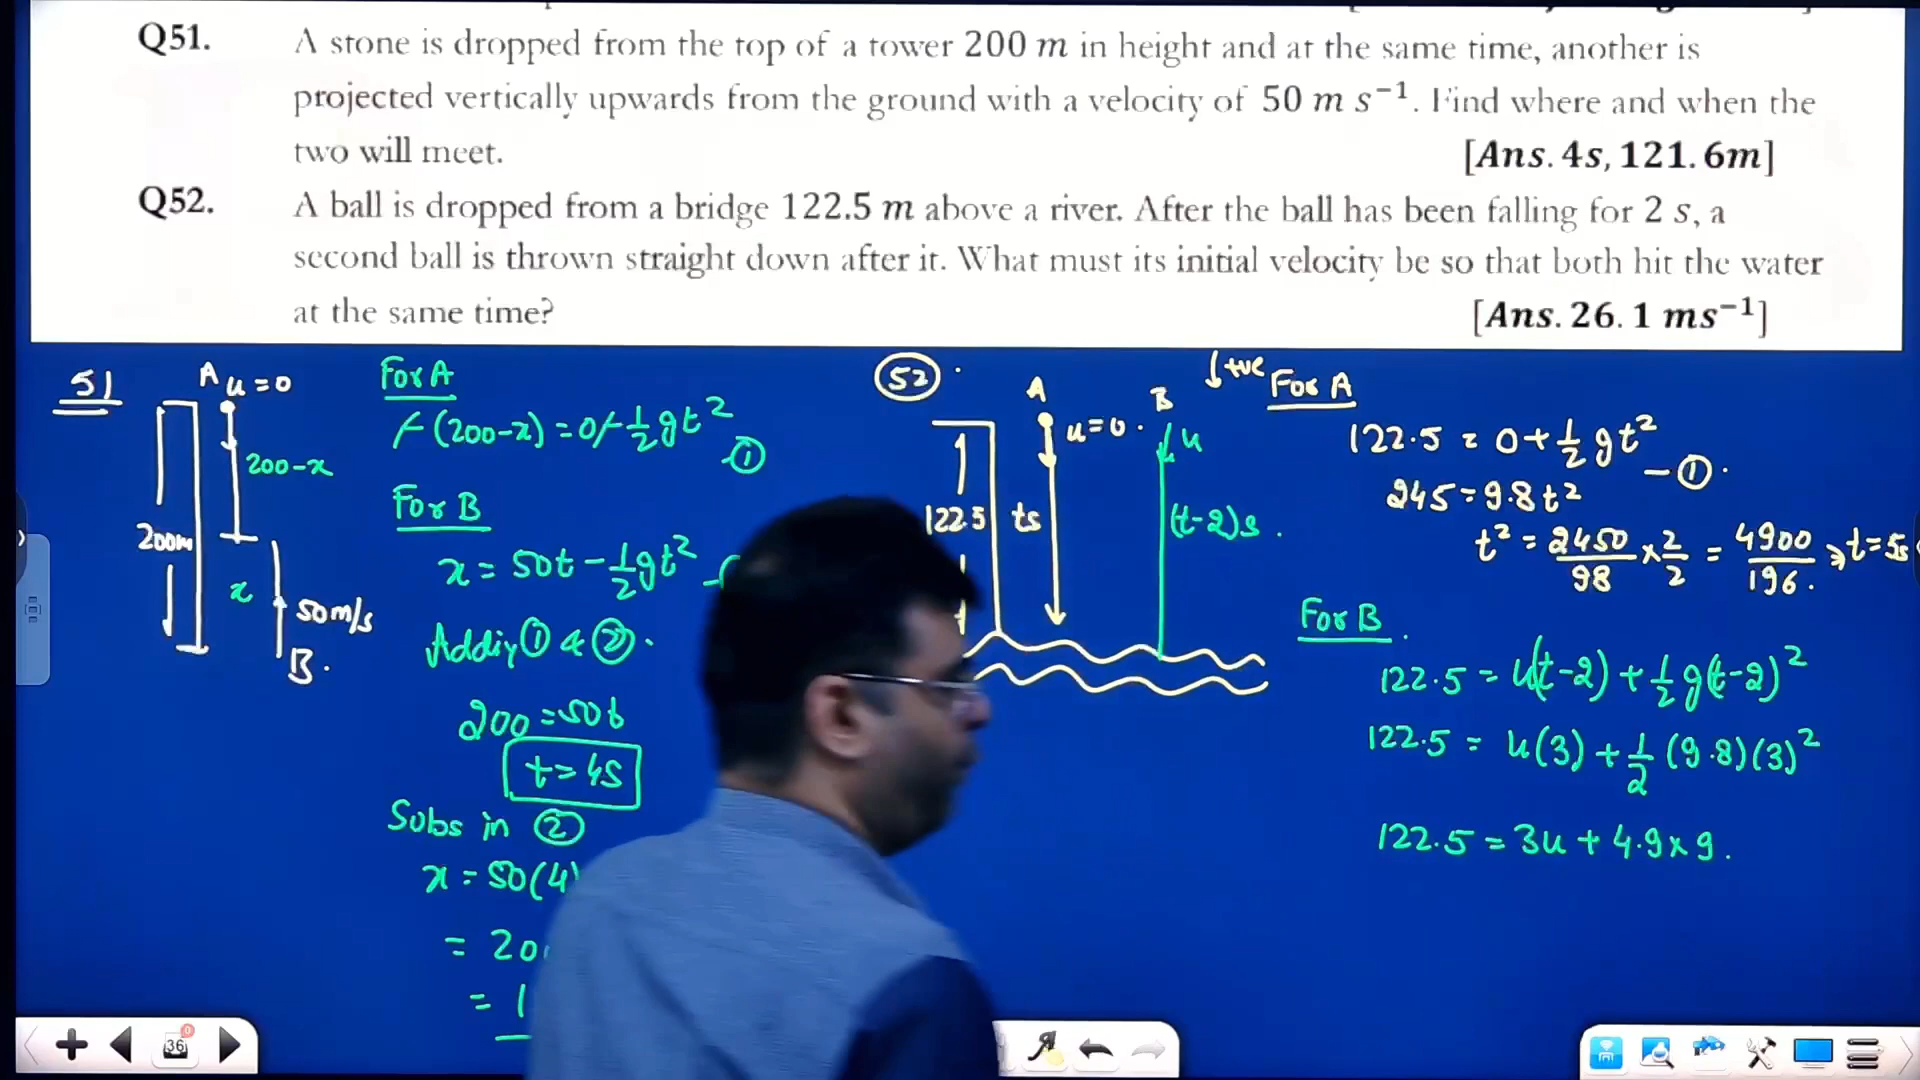 Q51. A stone is dropped from the top of a tower 200 m in height and at the same time, another is
projected vertically upwards from the ground with a velocity of 50 m s⁻¹. Find where and when the
two will meet. [Ans. 4s, 121.6m]
Q52. A ball is dropped from a bridge 122.5 m above a river. After the ball has been falling for 2 s, a
second ball is thrown straight down after it. What must its initial velocity be so that both hit the water
at the same time? [Ans. 26.1 ms⁻¹]
51
A u=0
200-x
200m
x
50m/s
B.
For A
-(200-x) = 0 - ½gt² -①
For B
x = 50t - ½gt²
Addiy ① & ②.
200 = 50t
t = 4s
Subs in ②
x = 50(4)
= 20
= 1
52
A
u=0.
B
u
↓+ve
122.5
ts
(t-2)s.
For A
122.5 = 0 + ½gt² -①.
245 = 9.8t²
t² = 2450/98 × 2/2 = 4900/196. ⇒ t = 5s
For B.
122.5 = u(t-2) + ½g(t-2)²
122.5 = u(3) + ½(9.8)(3)²
122.5 = 3u + 4.9×9.
36
0